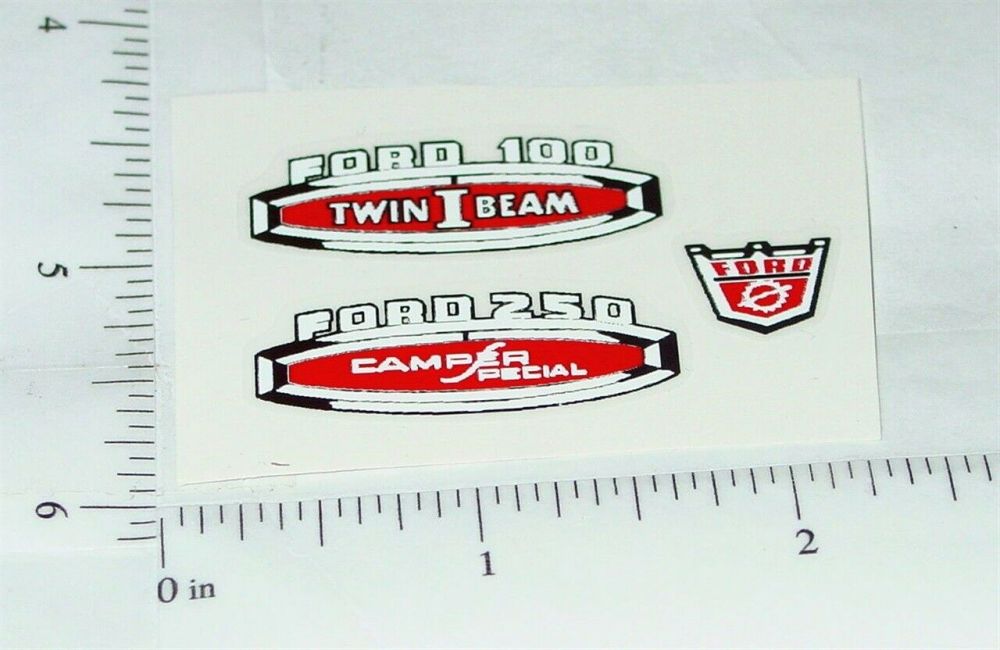 4
5
6
FORD 100
TWIN I BEAM
FORD
FORD 250
CAMPER
SPECIAL
0 in
1
2